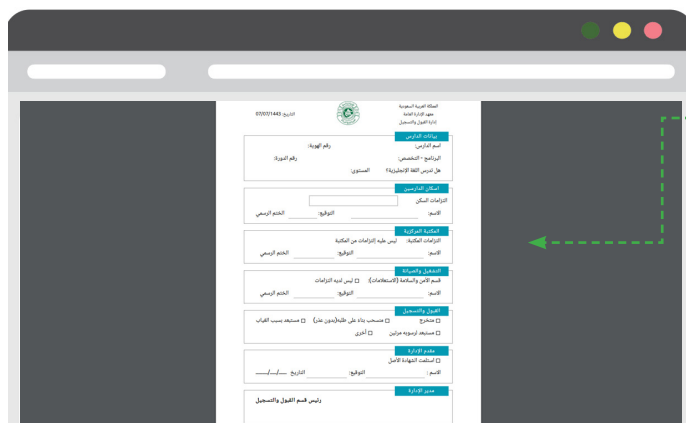 المملكة العربية السعودية
معهد الإدارة العامة
إدارة القبول والتسجيل
التاريخ: 07/07/1443
بيانات الدارس
اسم الدارس: رقم الهوية:
البرنامج - التخصص: رقم الدورة:
هل تدرس اللغة الإنجليزية؟ المستوى:
اسكان الدارسين
التزامات السكن
الاسم: التوقيع: الختم الرسمي
المكتبة المركزية
التزامات المكتبة: ليس عليه إلتزامات من المكتبة
الاسم: التوقيع: الختم الرسمي
التشغيل والصيانة
قسم الأمن والسلامة (الاستعلامات): ليس لديه التزامات
الاسم: التوقيع: الختم الرسمي
القبول والتسجيل
متخرج منسحب بناء على طلبه(بدون عذر) مستبعد بسبب الغياب
مستبعد لرسوبه مرتين أخرى
مقدم الإدارة
استلمت الشهادة الأصل
الاسم: التوقيع: التاريخ ___/___/___
مدير الإدارة
رئيس قسم القبول والتسجيل